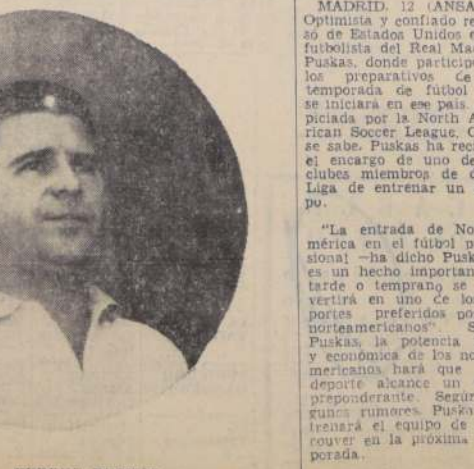 MADRID, 12 (ANSA
Optimista y confiado re
só de Estados Unidos e
futbolista del Real Ma
Puskas, donde particip
los preparativos de
temporada de fútbol
se iniciará en ese país
piciada por la North A
rican Soccer League. C
se sabe, Puskas ha rec
el encargo de uno de
clubes miembros de
Liga de entrenar un
po.
"La entrada de No
mérica en el fútbol p
sional —ha dicho Pusk
es un hecho importan
tarde o temprano se
vertirá en uno de lo
portes preferidos po
norteamericanos". S
Puskas, la potencia
y económica de los no
mericanos hará que
deporte alcance un
preponderante. Según
gunos rumores, Puska
trenará el equipo de
couver en la próxima
porada.